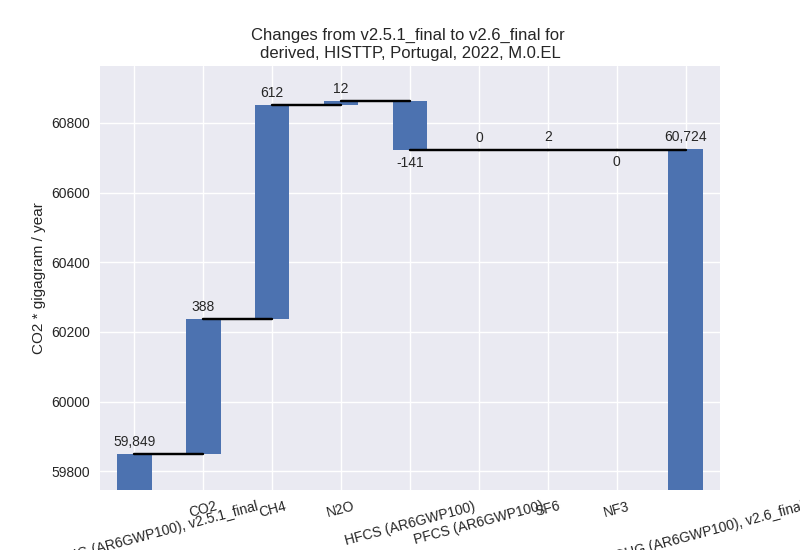 Changes from v2.5.1_final to v2.6_final for
derived, HISTTP, Portugal, 2022, M.0.EL
CO2 * gigagram / year
60800
60600
60400
60200
60000
59800
59,849
388
612
12
-141
0
2
0
60,724
(AR6GWP100), v2.5.1_final
CO2
CH4
N2O
HFCS (AR6GWP100)
PFCS (AR6GWP100)
SF6
NF3
(AR6GWP100), v2.6_final